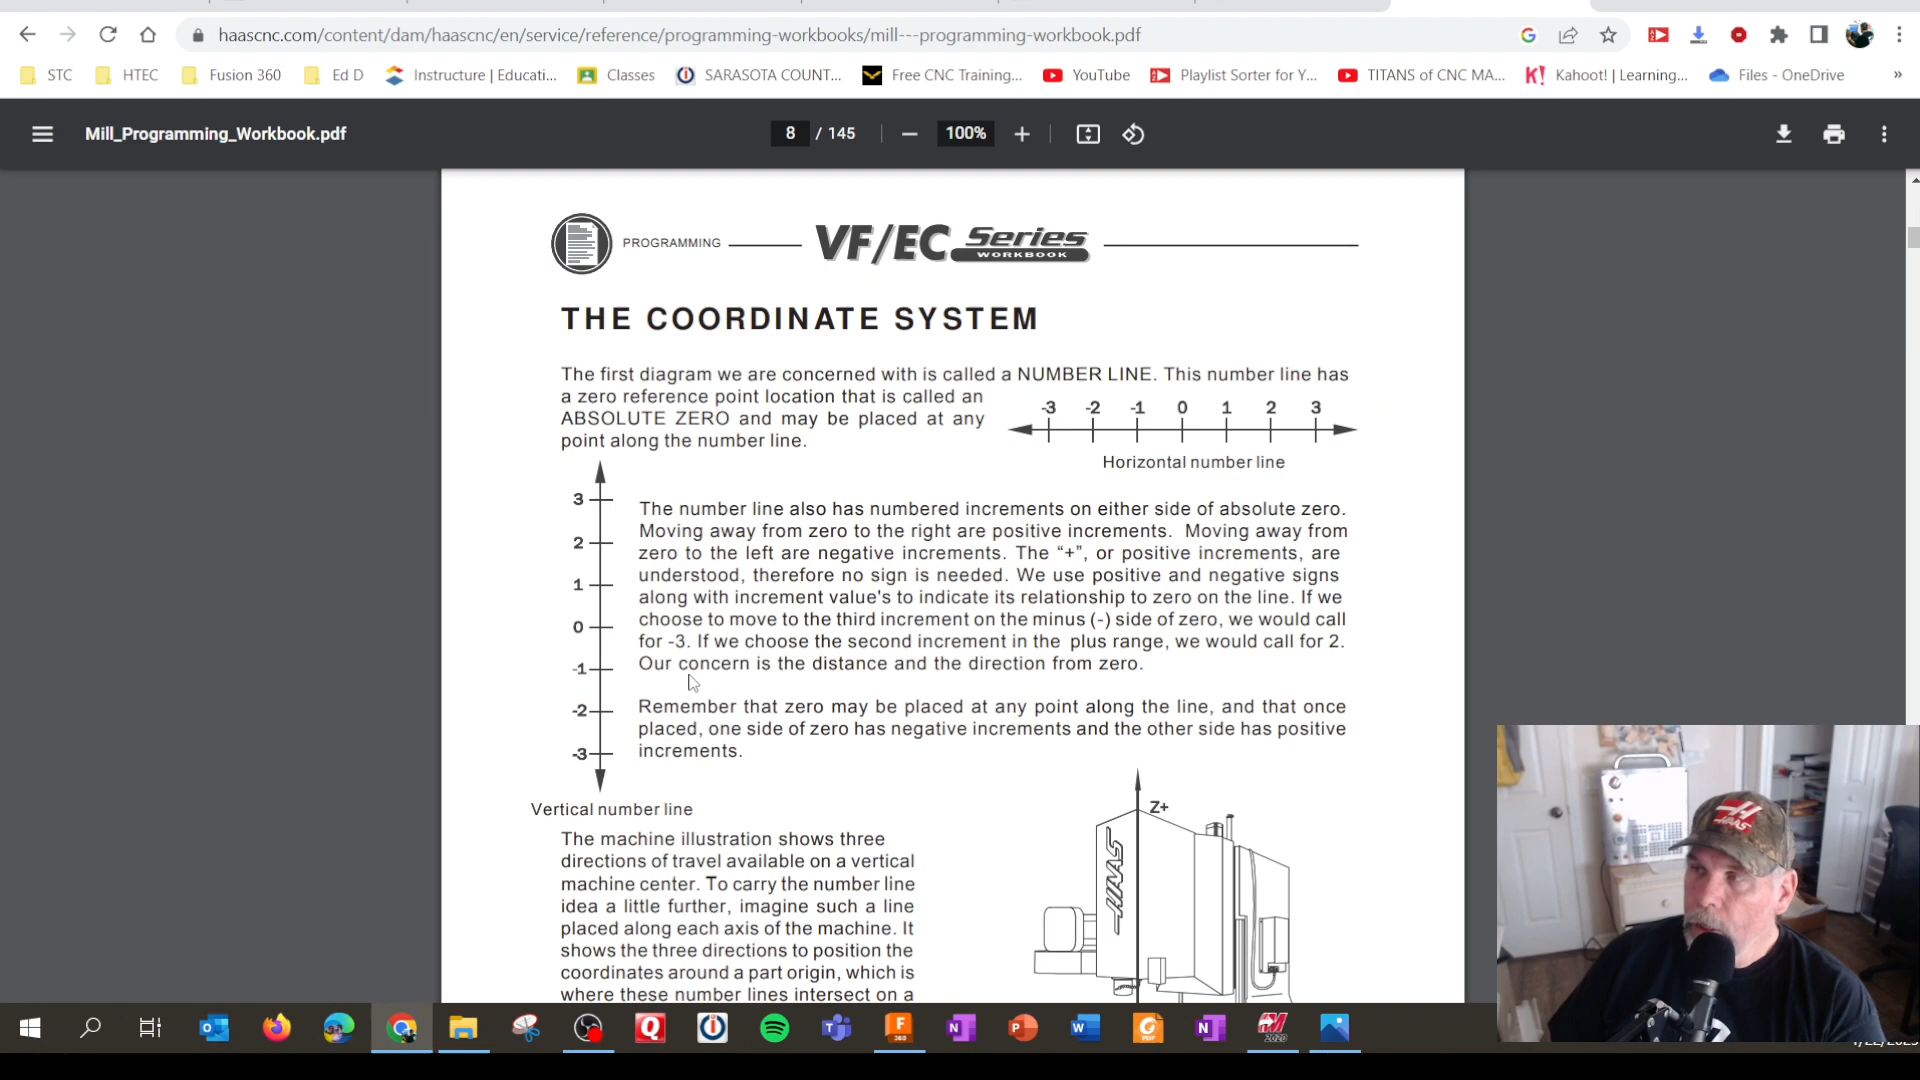 haascnc.com/content/dam/haascnc/en/service/reference/programming-workbooks/mill---programming-workbook.pdf
STC HTEC Fusion 360 Ed D Instructure | Educati... Classes SARASOTA COUNT... Free CNC Training... YouTube Playlist Sorter for Y... TITANS of CNC MA... Kahoot! | Learning... Files - OneDrive »
Mill_Programming_Workbook.pdf 8 / 145 100%
PROGRAMMING VF/EC Series
WORKBOOK
THE COORDINATE SYSTEM
The first diagram we are concerned with is called a NUMBER LINE. This number line has
a zero reference point location that is called an
ABSOLUTE ZERO and may be placed at any
point along the number line.
-3 -2 -1 0 1 2 3
Horizontal number line
3
2
1
0
-1
-2
-3
Vertical number line
The number line also has numbered increments on either side of absolute zero.
Moving away from zero to the right are positive increments. Moving away from
zero to the left are negative increments. The “+”, or positive increments, are
understood, therefore no sign is needed. We use positive and negative signs
along with increment value's to indicate its relationship to zero on the line. If we
choose to move to the third increment on the minus (-) side of zero, we would call
for -3. If we choose the second increment in the plus range, we would call for 2.
Our concern is the distance and the direction from zero.
Remember that zero may be placed at any point along the line, and that once
placed, one side of zero has negative increments and the other side has positive
increments.
The machine illustration shows three
directions of travel available on a vertical
machine center. To carry the number line
idea a little further, imagine such a line
placed along each axis of the machine. It
shows the three directions to position the
coordinates around a part origin, which is
where these number lines intersect on a
Z+
HAAS
HAAS